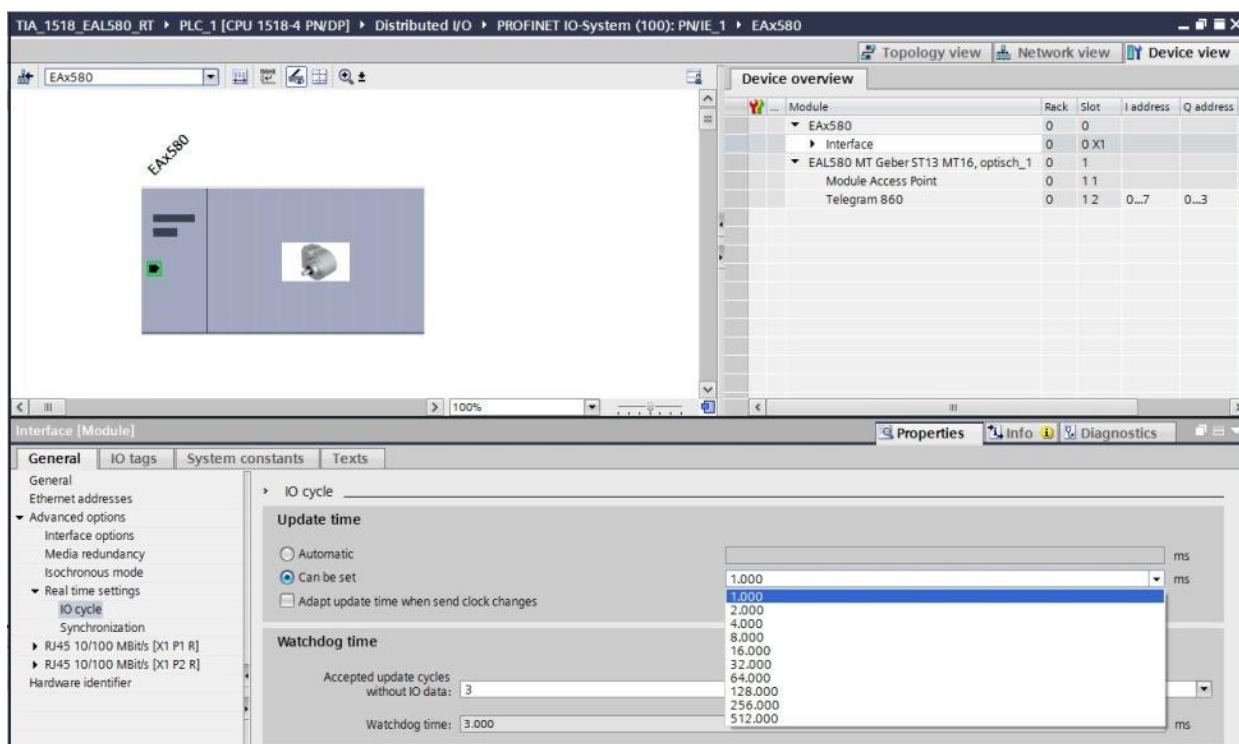 TIA_1518_EAL580_RT ▸ PLC_1 [CPU 1518-4 PN/DP] ▸ Distributed I/O ▸ PROFINET IO-System (100): PN/IE_1 ▸ EAx580
Topology view Network view Device view
EAx580
Device overview
... Module Rack Slot I address Q address
EAx580 0 0
Interface 0 0 X1
EAL580 MT Geber ST13 MT16, optisch_1 0 1
Module Access Point 0 1 1
Telegram 860 0 1 2 0...7 0...3
EAx580
100%
Interface [Module]
Properties Info Diagnostics
General IO tags System constants Texts
General
Ethernet addresses
Advanced options
Interface options
Media redundancy
Isochronous mode
Real time settings
IO cycle
Synchronization
RJ45 10/100 MBit/s [X1 P1 R]
RJ45 10/100 MBit/s [X1 P2 R]
Hardware identifier
IO cycle
Update time
Automatic ms
Can be set 1.000 ms
Adapt update time when send clock changes
1.000
2.000
4.000
8.000
16.000
32.000
64.000
128.000
256.000
512.000
Watchdog time
Accepted update cycles
without IO data: 3
Watchdog time: 3.000 ms